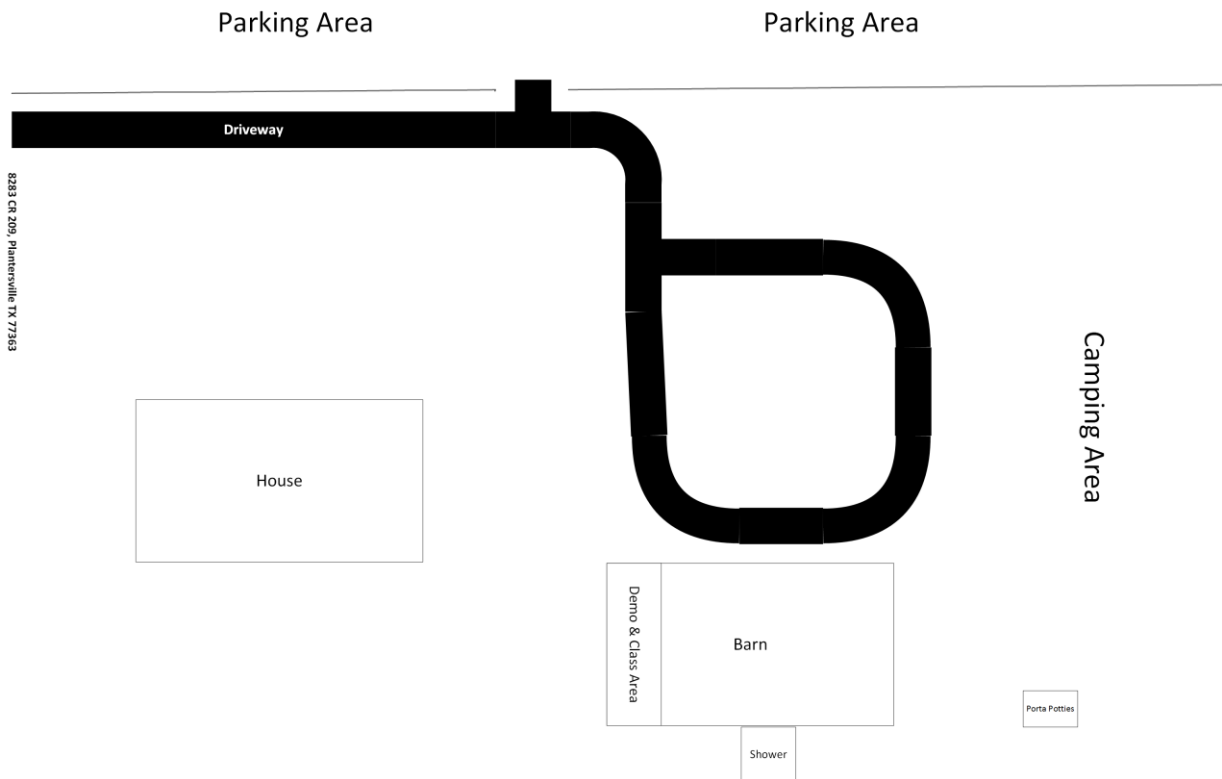 Parking Area
Parking Area
Driveway
8283 CR 209, Plantersville TX 77363
Camping Area
House
Demo & Class Area
Barn
Porta Potties
Shower